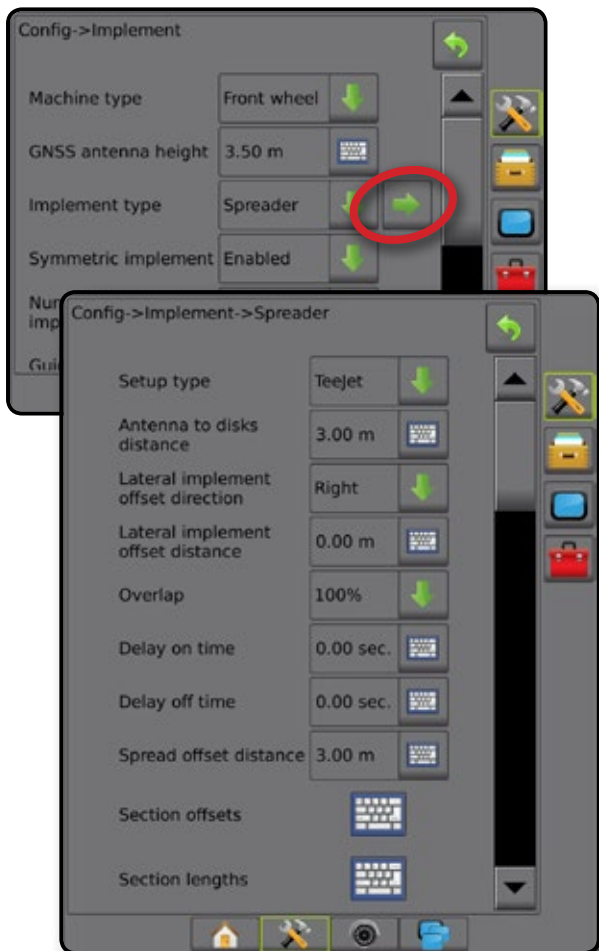 Config->Implement
Machine type Front wheel
GNSS antenna height 3.50 m
Implement type Spreader
Symmetric implement Enabled
Config->Implement->Spreader
Setup type TeeJet
Antenna to disks
distance 3.00 m
Lateral implement
offset direction Right
Lateral implement
offset distance 0.00 m
Overlap 100%
Delay on time 0.00 sec.
Delay off time 0.00 sec.
Spread offset distance 3.00 m
Section offsets
Section lengths